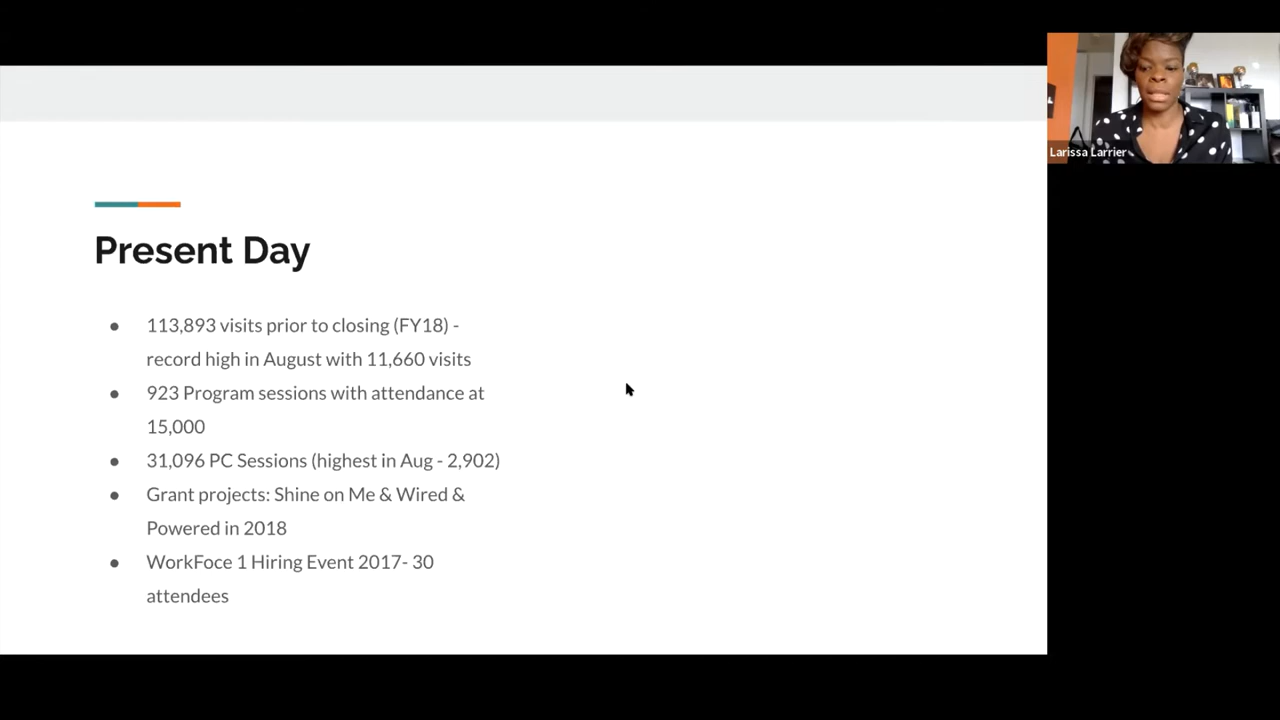 Present Day
● 113,893 visits prior to closing (FY18) -
record high in August with 11,660 visits
● 923 Program sessions with attendance at
15,000
● 31,096 PC Sessions (highest in Aug - 2,902)
● Grant projects: Shine on Me & Wired &
Powered in 2018
● WorkFoce 1 Hiring Event 2017- 30
attendees
Larissa Larrier